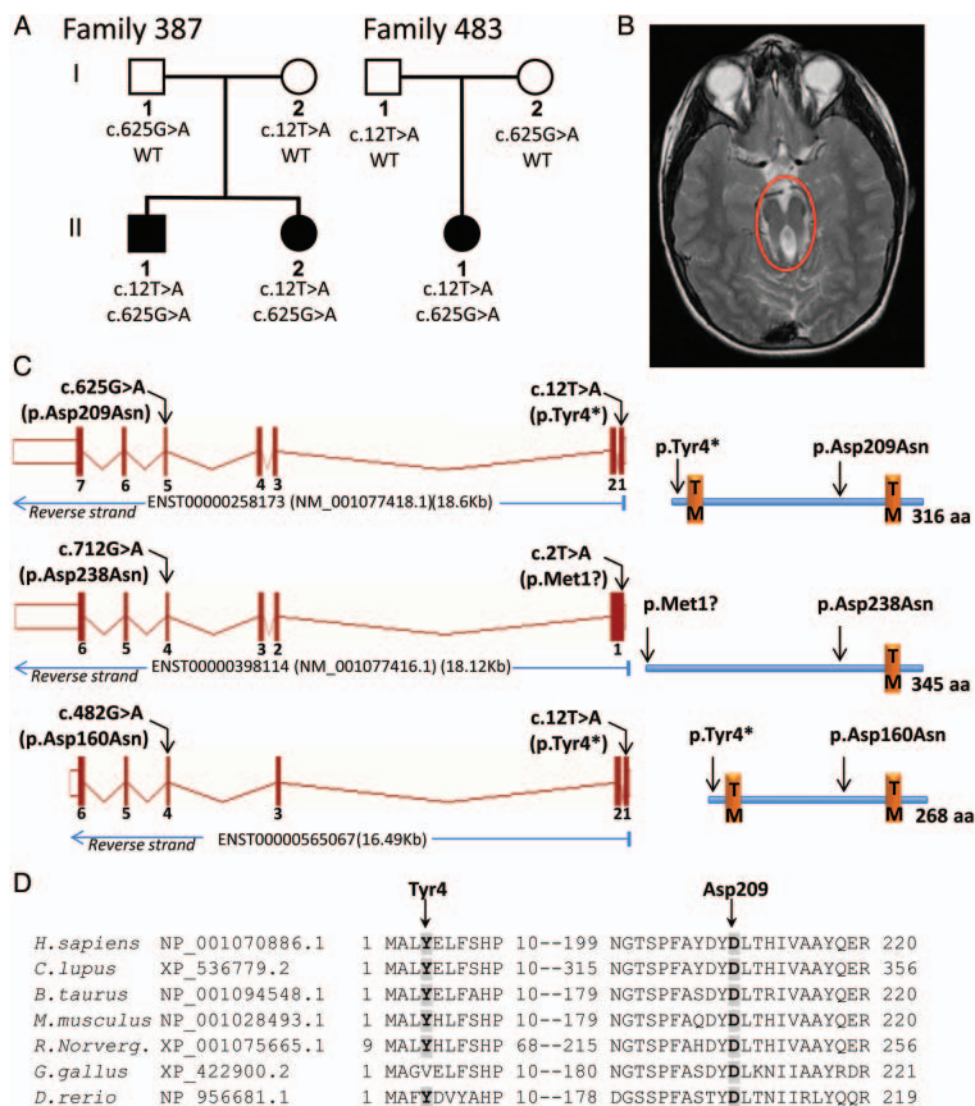 A
Family 387
Family 483
B
I
1
2
1
2
c.625G>A
c.12T>A
c.12T>A
c.625G>A
WT
WT
WT
WT
II
1
2
1
c.12T>A
c.12T>A
c.12T>A
c.625G>A
c.625G>A
c.625G>A
C
c.625G>A
(p.Asp209Asn)
c.12T>A
(p.Tyr4*)
7 6 5 4 3 21
Reverse strand
ENST00000258173 (NM_001077418.1)(18.6Kb)
p.Tyr4*
p.Asp209Asn
T
M
T
M
316 aa
c.712G>A
(p.Asp238Asn)
c.2T>A
(p.Met1?)
6 5 4 3 2 1
Reverse strand
ENST00000398114 (NM_001077416.1) (18.12Kb)
p.Met1?
p.Asp238Asn
T
M
345 aa
c.482G>A
(p.Asp160Asn)
c.12T>A
(p.Tyr4*)
6 5 4 3 21
Reverse strand
ENST00000565067(16.49Kb)
p.Tyr4*
p.Asp160Asn
T
M
T
M
268 aa
D
Tyr4 Asp209
H.sapiens NP_001070886.1 1 MALYELFSHP 10--199 NGTSPFAYDYDLTHIVAAYQER 220
C.lupus XP_536779.2 1 MALYELFSHP 10--315 NGTSPFASDYDLTHIVAAYQER 356
B.taurus NP_001094548.1 1 MALYELFAHP 10--179 NGTSPFASDYDLTRIVAAYQER 220
M.musculus NP_001028493.1 1 MALYHLFSHP 10--179 NGTSPFAQDYDLTHIVAAYQER 220
R.Norverg. XP_001075665.1 9 MALYHLFSHP 68--215 NGTSPFAHDYDLTHIVAAYQER 256
G.gallus XP_422900.2 1 MAGVELFSHP 10--180 NGTSPFASDYDLKNIIAAYRDR 221
D.rerio NP_956681.1 1 MAFYDVYAHP 10--178 DGSSPFASTYDLTNIIRLYQQR 219